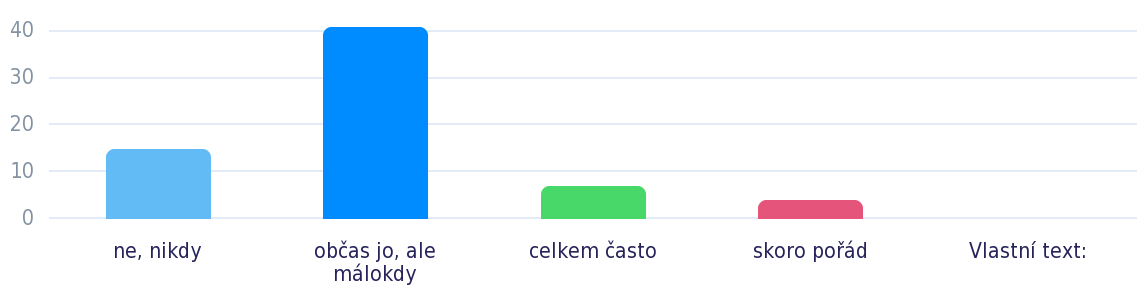 40
30
20
10
0
ne, nikdy
občas jo, ale
málokdy
celkem často
skoro pořád
Vlastní text: